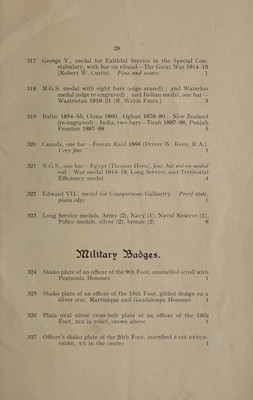 28
317 George V., medal for Faithful Service in the Special Con-
stabulary, with bar on riband—The Great War 1914-18
(Robert W. Curtis). Fine and scarce 1
318 M.G.S. medal with eight bars (edge erased); and Waterloo
medal (edge re-engraved); and Indian medal, one bar—
Waziristan 1919-21 (R. Walsh Fusrs.) 3
319 Baltic 1854-55, China 1860, Afghan 1878-80; New Zealand
(re-engraved); India, two bars—Tirah 1897-98, Punjab
Frontier 1897-98 5
320 Canada, one bar—Fenian Raid 1866 (Driver W. Keen, R.A.).
Very fine 1
321 N.G.S., one bar—Egypt (Thomas Hore), fine, but not on medal
roll; War medal 1914-18, Long Service, and Territorial
Efficiency medal 4
322 Edward VII., medal for Conspicuous Gallantry. Proof state,
plain edge 1
323 Long Service medals, Army (2), Navy (1), Naval Reserve (1),
Police medals, silver (2), bronze (2) 8
Military Badges.
324 Shako plate of an officer of the 9th Foot, enamelled scroll with
Peninsula Honours 1
325 Shako plate of an officer of the 18th Foot, gilded design on a
silver star, Martinique and Guadaloupe Honours 1
326 Plain oval silver cross-belt plate of an officer of the 19th
Foot, XIX in relief, crown above 1
327 Officer's shako plate of the 20th Foot, inscribed EAST DEVON-
SHIRE, XX in the centre 1